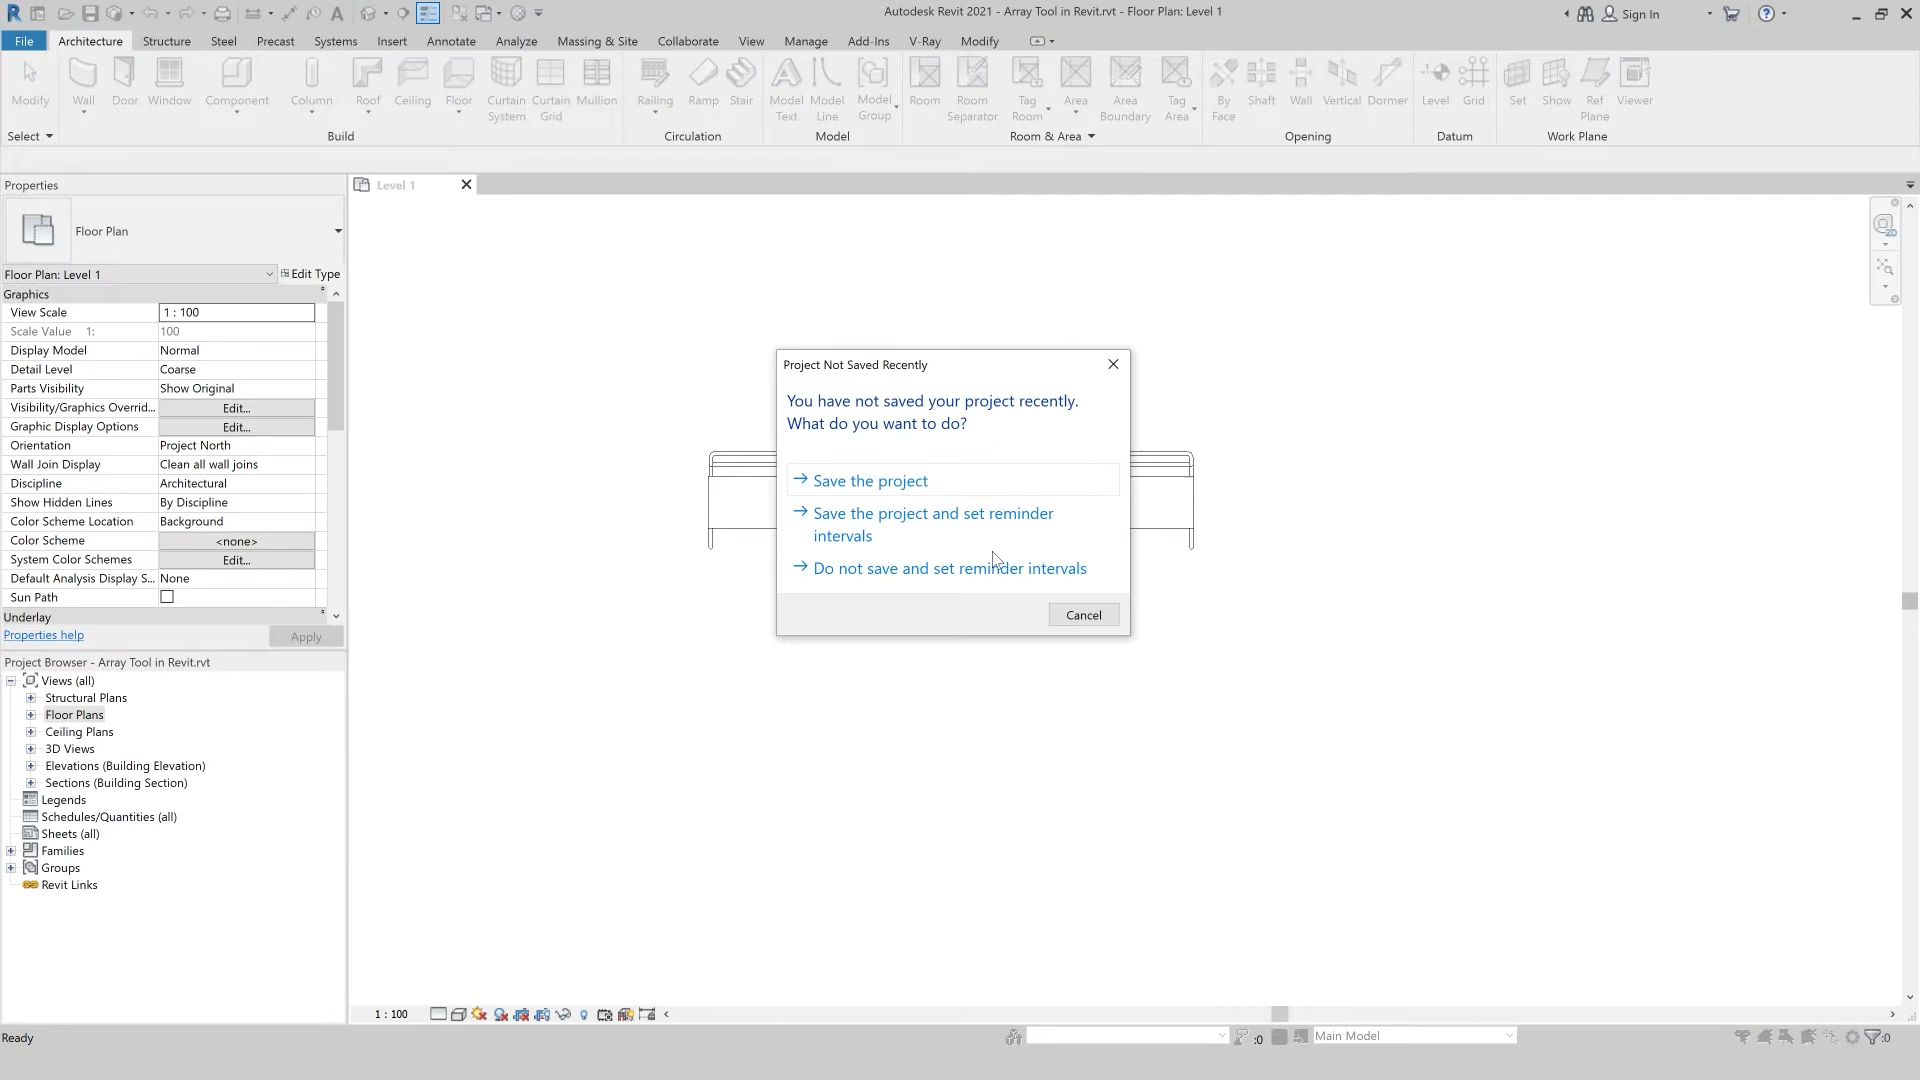 Autodesk Revit 2021 - Array Tool in Revit.rvt - Floor Plan: Level 1
Sign In
File
Architecture
Structure
Steel
Precast
Systems
Insert
Annotate
Analyze
Massing & Site
Collaborate
View
Manage
Add-Ins
V-Ray
Modify
Modify
Wall
Door
Window
Component
Column
Roof
Ceiling
Floor
Curtain
System
Curtain
Grid
Mullion
Railing
Ramp
Stair
Model
Text
Model
Line
Model
Group
Room
Room
Separator
Tag
Room
Area
Area
Boundary
Tag
Area
By
Face
Shaft
Wall
Vertical
Dormer
Level
Grid
Set
Show
Ref
Plane
Viewer
Select
Build
Circulation
Model
Room & Area
Opening
Datum
Work Plane
Properties
Level 1
Floor Plan
Floor Plan: Level 1
Edit Type
Graphics
View Scale
1 : 100
Scale Value 1:
100
Display Model
Normal
Detail Level
Coarse
Parts Visibility
Show Original
Visibility/Graphics Overrid...
Edit...
Graphic Display Options
Edit...
Orientation
Project North
Wall Join Display
Clean all wall joins
Discipline
Architectural
Show Hidden Lines
By Discipline
Color Scheme Location
Background
Color Scheme
<none>
System Color Schemes
Edit...
Default Analysis Display S...
None
Sun Path
Underlay
Properties help
Apply
Project Browser - Array Tool in Revit.rvt
Views (all)
Structural Plans
Floor Plans
Ceiling Plans
3D Views
Elevations (Building Elevation)
Sections (Building Section)
Legends
Schedules/Quantities (all)
Sheets (all)
Families
Groups
Revit Links
2D
Project Not Saved Recently
You have not saved your project recently.
What do you want to do?
Save the project
Save the project and set reminder
intervals
Do not save and set reminder intervals
Cancel
1 : 100
Ready
:0
Main Model
:0